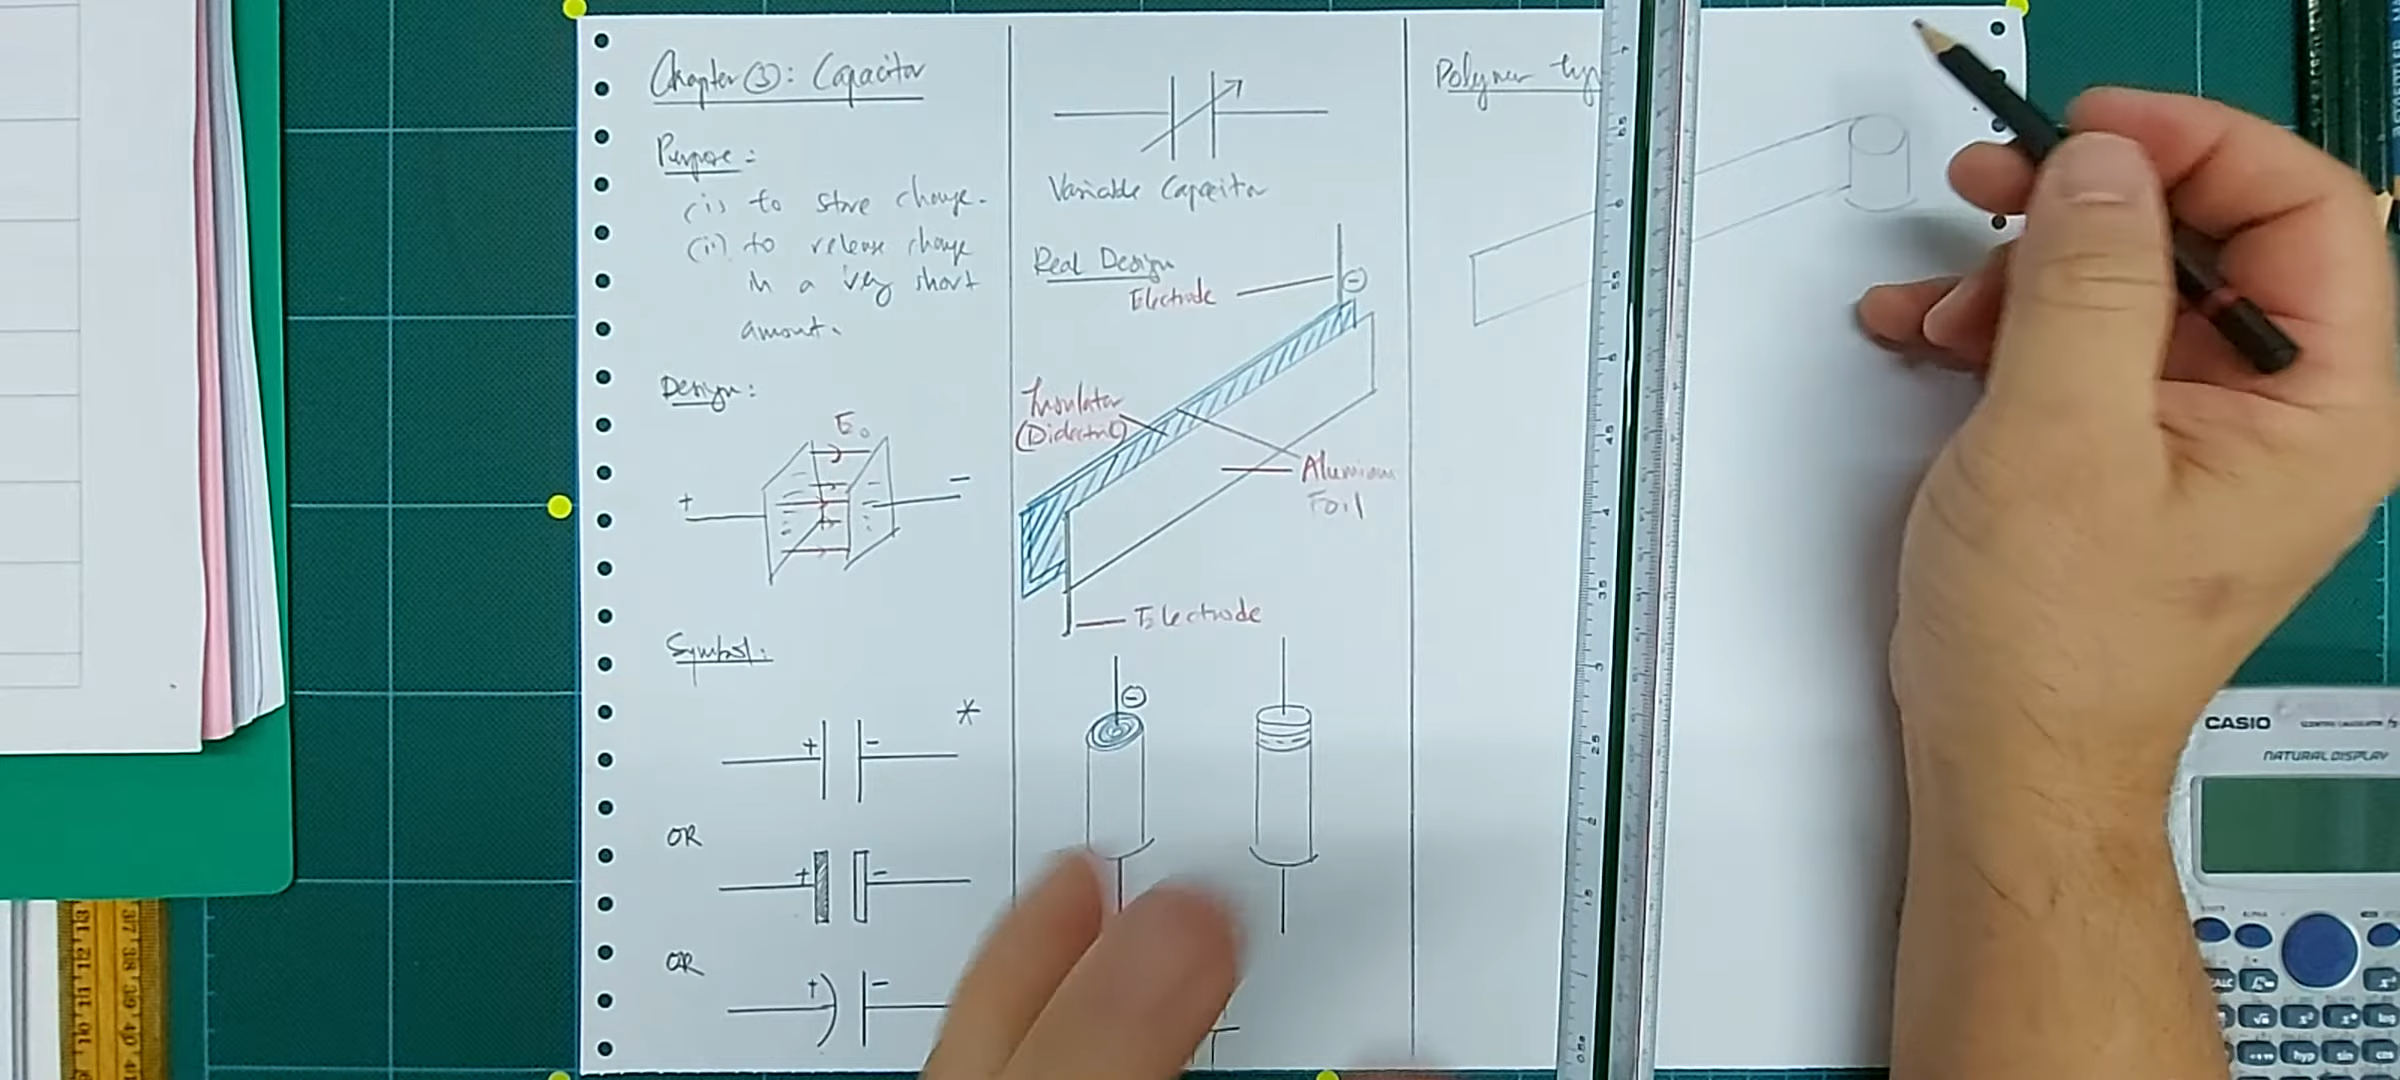 Chapter ③: Capacitor
Purpose:
(i) to store charge.
(ii) to release charge
in a very short
amount.
Design:
E₀
+ -
Symbol:
+ - *
OR
+ -
OR
+ -
Variable Capacitor
Real Design
Electrode
⊖
Insulator
(Dielectric)
Aluminium
Foil
Electrode
⊖
Polymer typ
CASIO
NATURAL DISPLAY